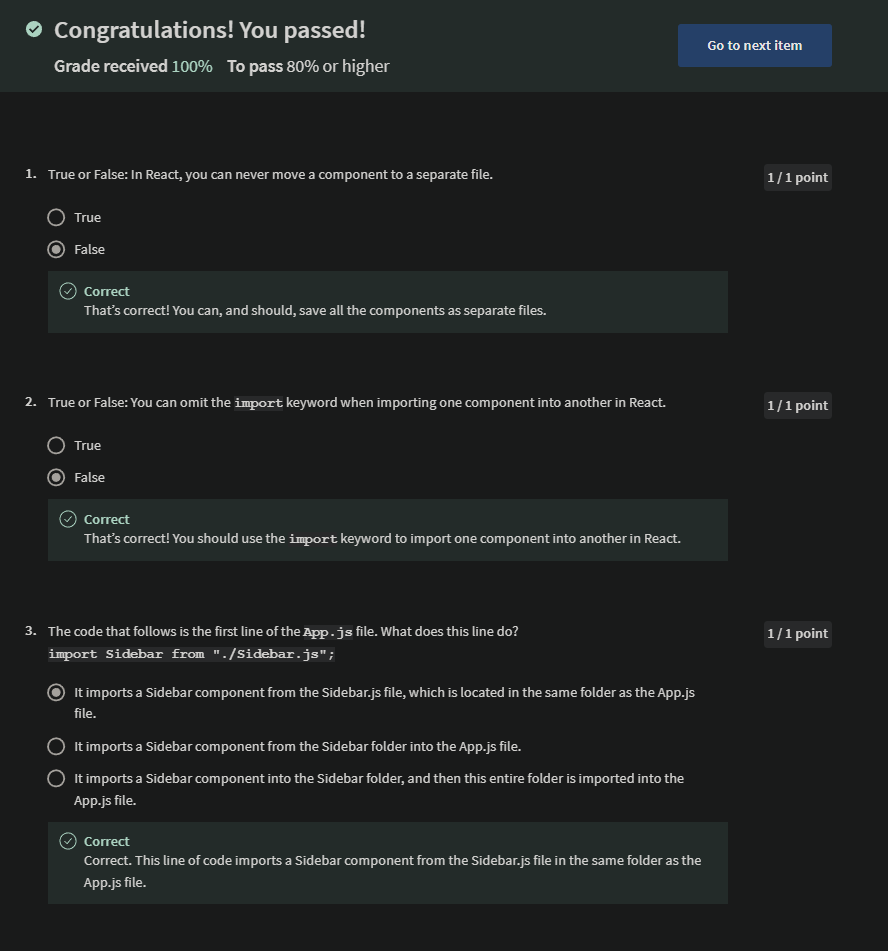 Congratulations! You passed!
Grade received 100% To pass 80% or higher
Go to next item
1. True or False: In React, you can never move a component to a separate file.
1 / 1 point
True
False
Correct
That's correct! You can, and should, save all the components as separate files.
2. True or False: You can omit the import keyword when importing one component into another in React.
1 / 1 point
True
False
Correct
That's correct! You should use the import keyword to import one component into another in React.
3. The code that follows is the first line of the App.js file. What does this line do?
1 / 1 point
import Sidebar from "./Sidebar.js";
It imports a Sidebar component from the Sidebar.js file, which is located in the same folder as the App.js
file.
It imports a Sidebar component from the Sidebar folder into the App.js file.
It imports a Sidebar component into the Sidebar folder, and then this entire folder is imported into the
App.js file.
Correct
Correct. This line of code imports a Sidebar component from the Sidebar.js file in the same folder as the
App.js file.